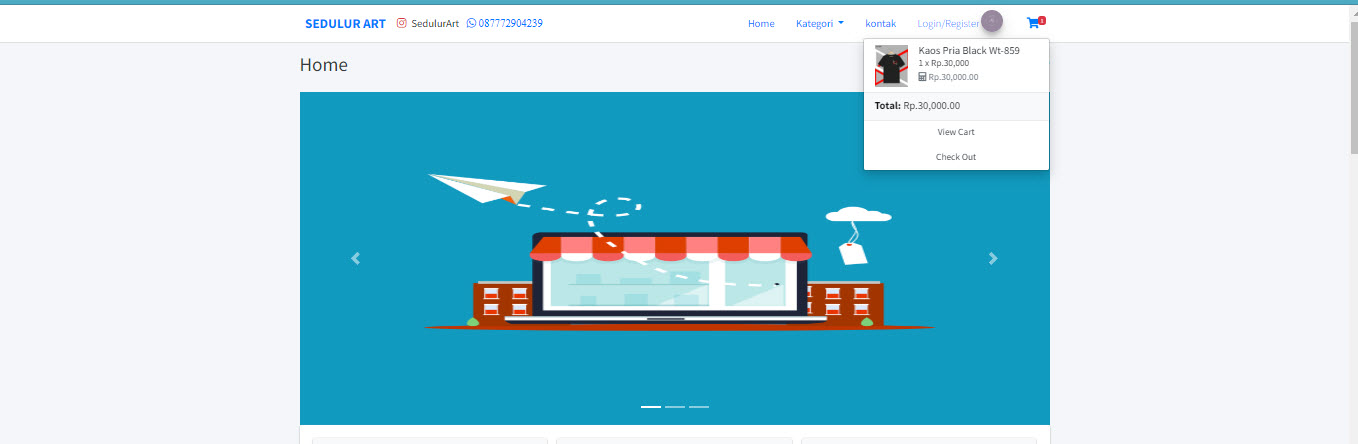 SEDULUR ART SedulurArt 087772904239 Home Kategori kontak Login/Register
Home
Kaos Pria Black Wt-859
1 x Rp.30,000
Rp.30,000.00
Total: Rp.30,000.00
View Cart
Check Out